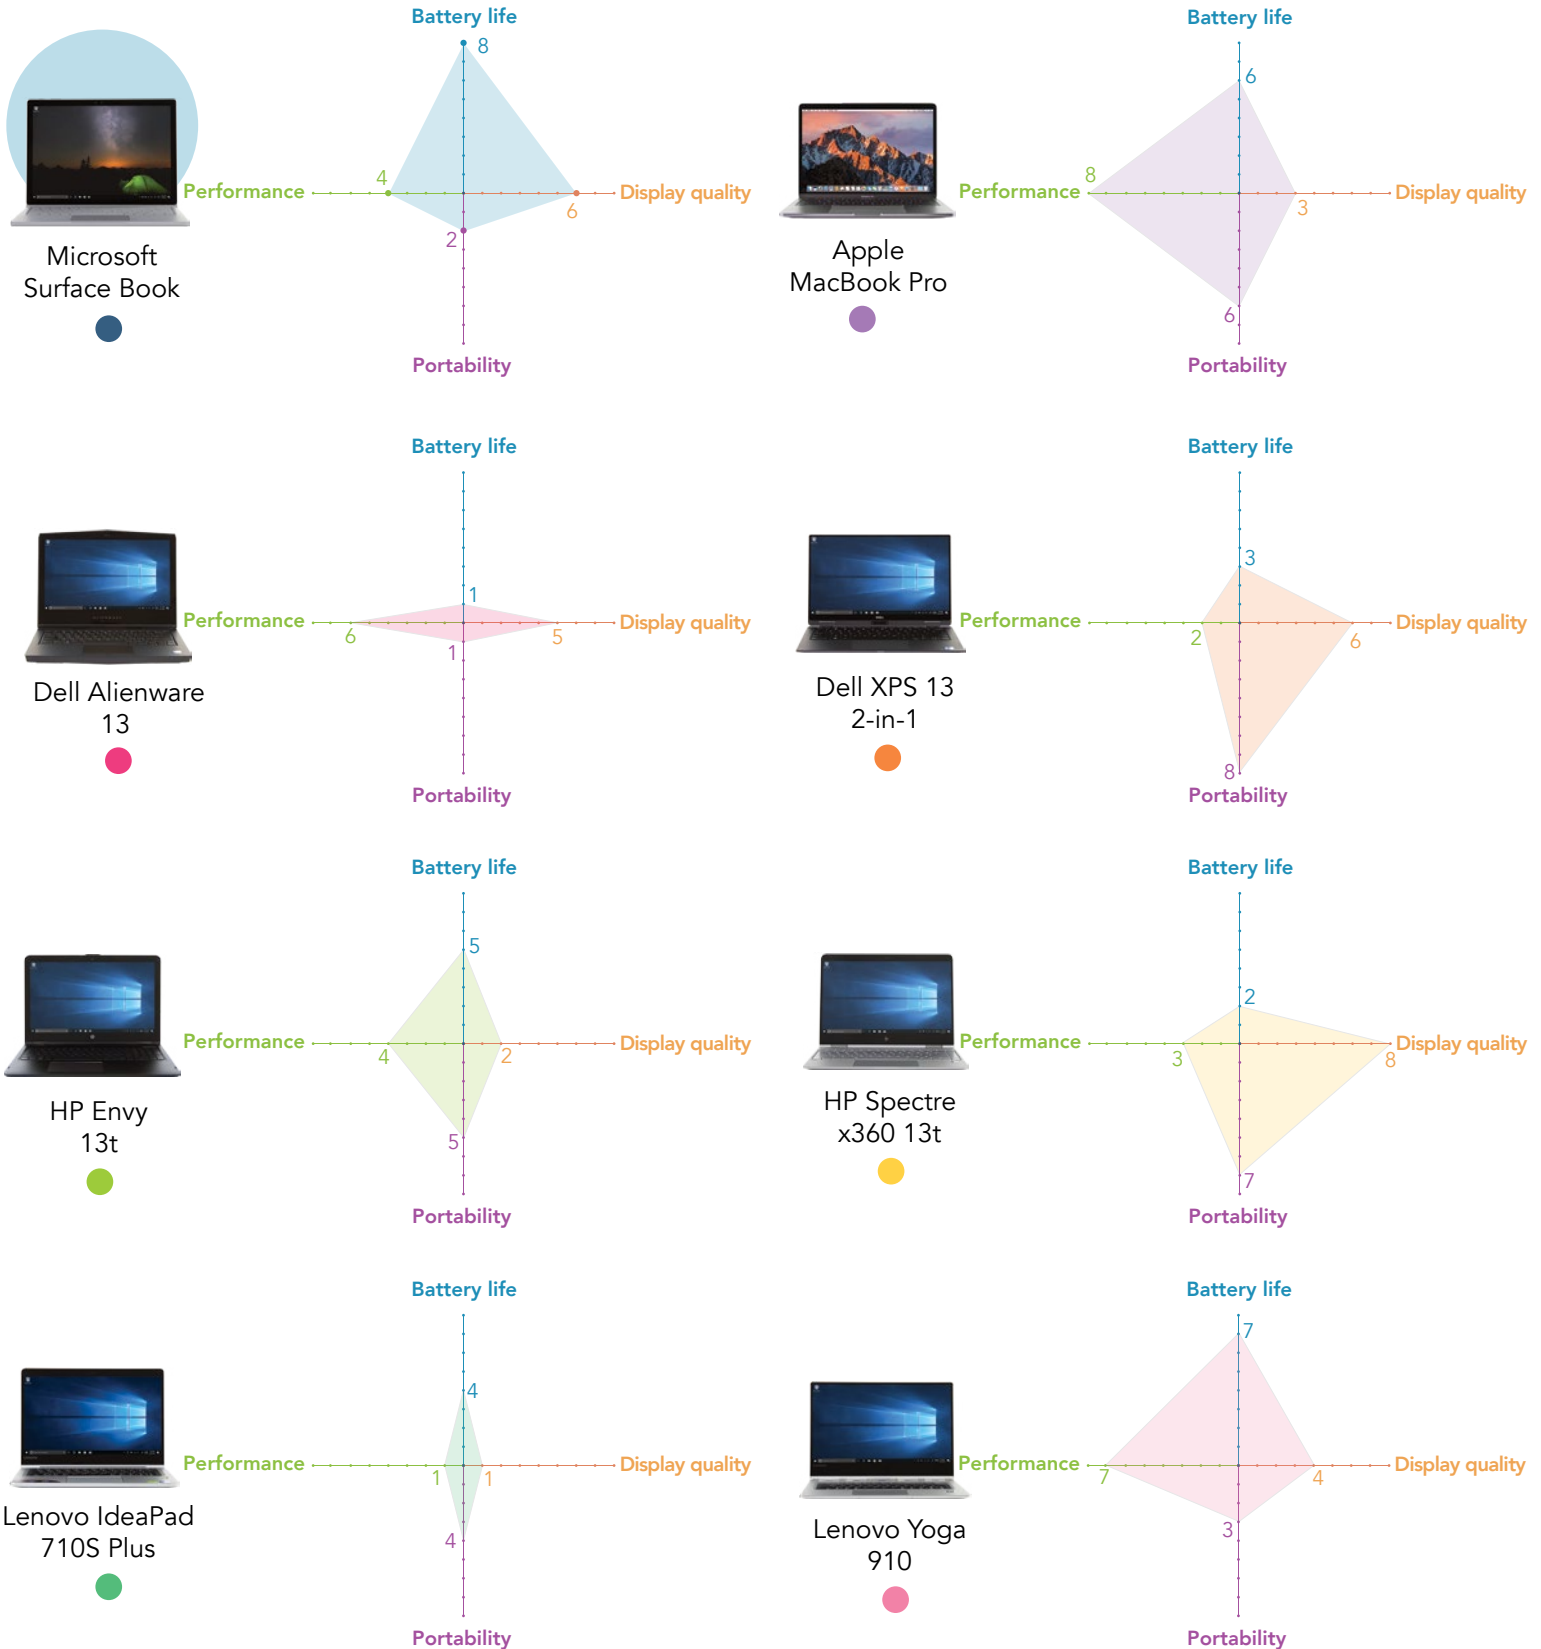 Battery life
8
4
Performance
Display quality
6
2
Microsoft
Surface Book
Portability
Battery life
6
8
Performance
Display quality
3
Apple
MacBook Pro
6
Portability
Battery life
1
Performance
Display quality
6
5
1
Dell Alienware
13
Portability
Battery life
3
Performance
Display quality
2
6
Dell XPS 13
2-in-1
8
Portability
Battery life
5
Performance
Display quality
4
2
HP Envy
13t
5
Portability
Battery life
2
Performance
Display quality
3
8
HP Spectre
x360 13t
7
Portability
Battery life
4
Performance
Display quality
1
1
Lenovo IdeaPad
710S Plus
4
Portability
Battery life
7
Performance
Display quality
7
4
Lenovo Yoga
910
3
Portability